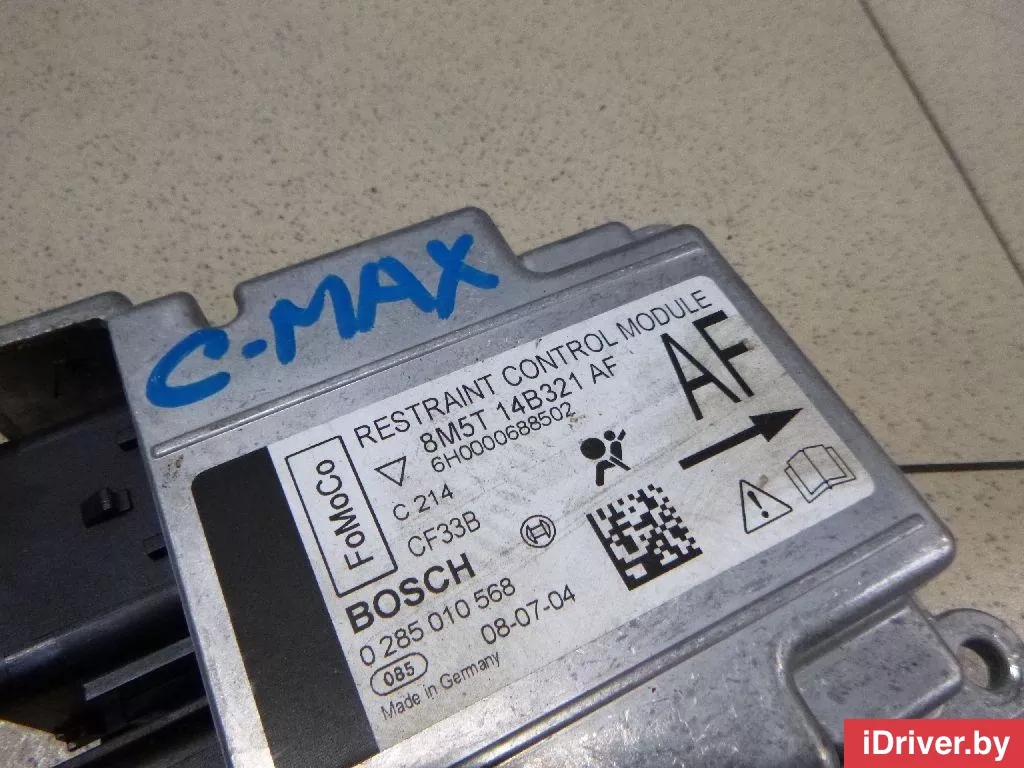 C-MAX
RESTRAINT CONTROL MODULE
8M5T 14B321 AF
6H0000688502
AF
FoMoCo
C 214
CF33B
BOSCH
0 285 010 568
08-07-04
085
Made in Germany
iDriver.by